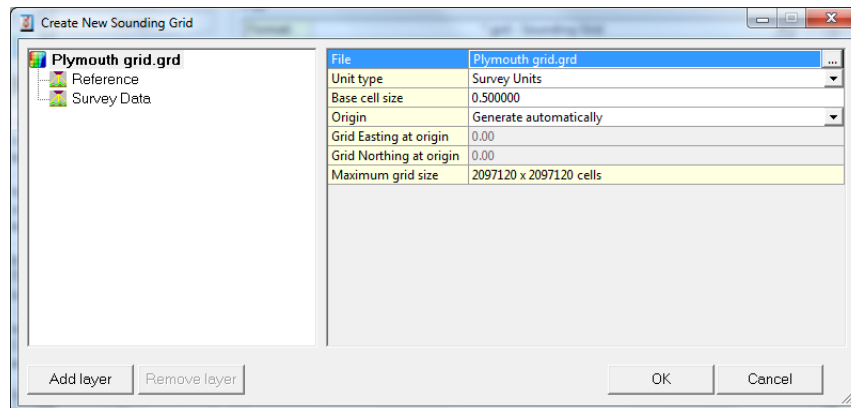 Create New Sounding Grid
Plymouth grid.grd
Reference
Survey Data
File Plymouth grid.grd ...
Unit type Survey Units
Base cell size 0.500000
Origin Generate automatically
Grid Easting at origin 0.00
Grid Northing at origin 0.00
Maximum grid size 2097120 x 2097120 cells
Add layer Remove layer OK Cancel